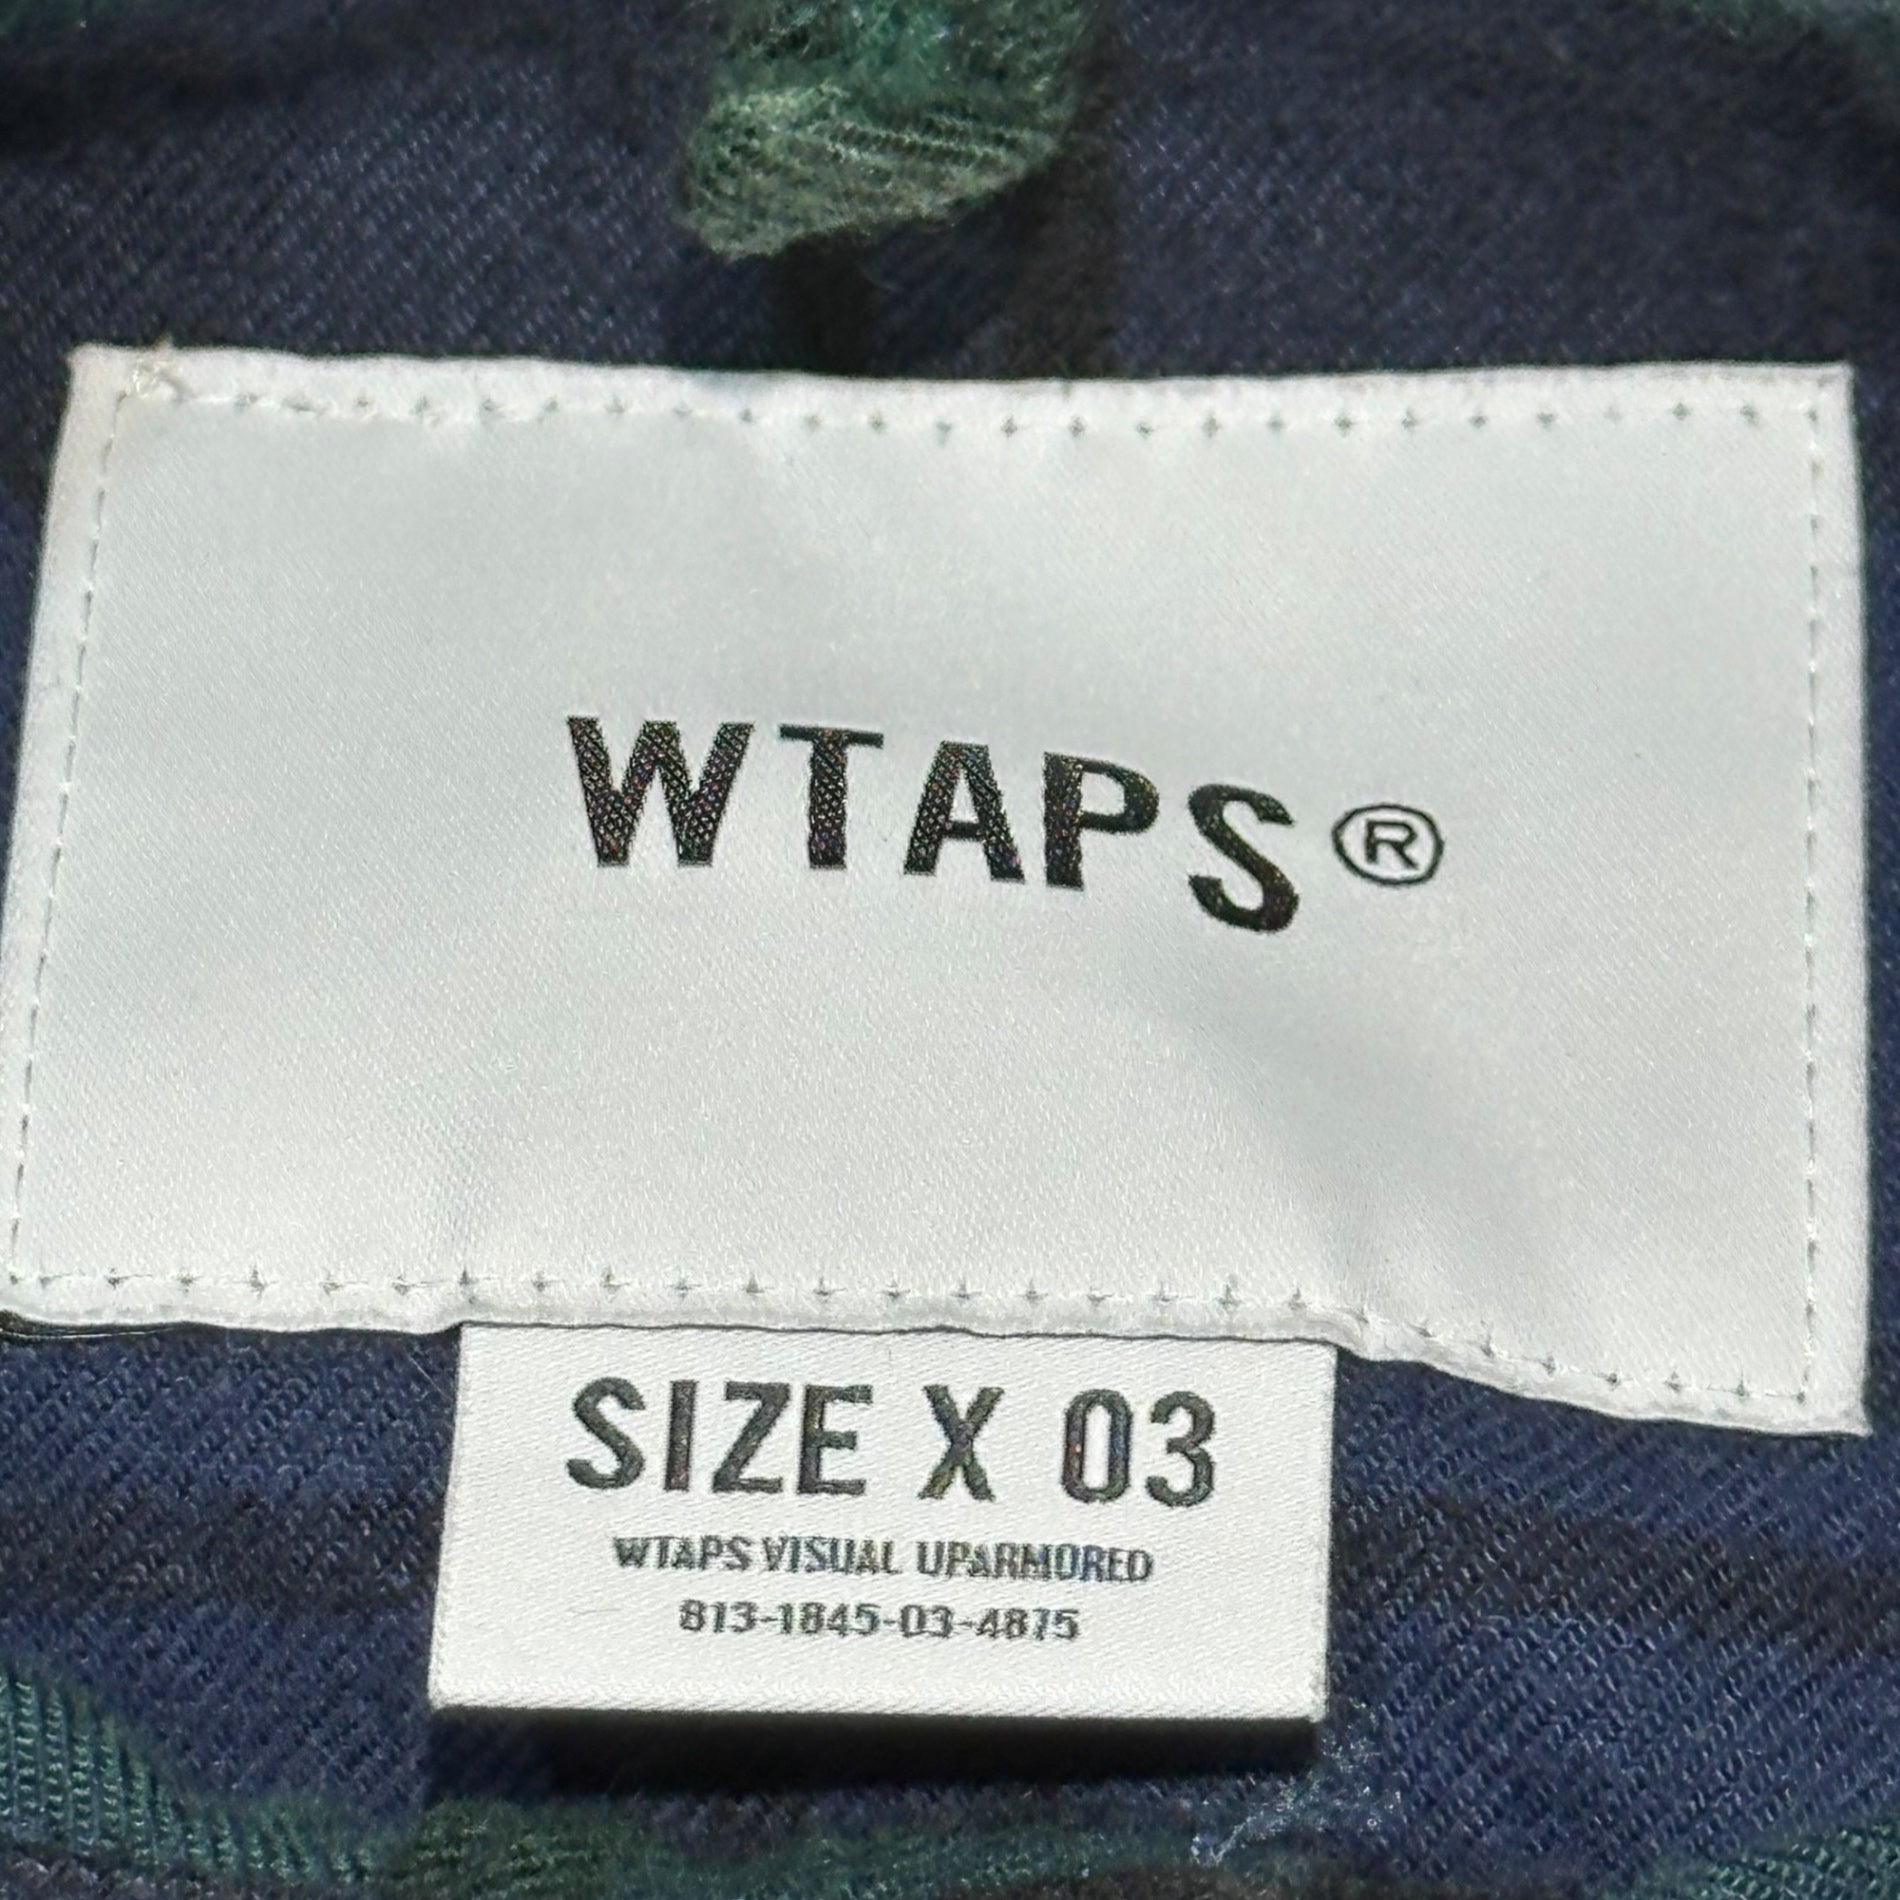 WTAPS®
SIZE X 03
WTAPS VISUAL UPARMORED
813-1845-03-4875